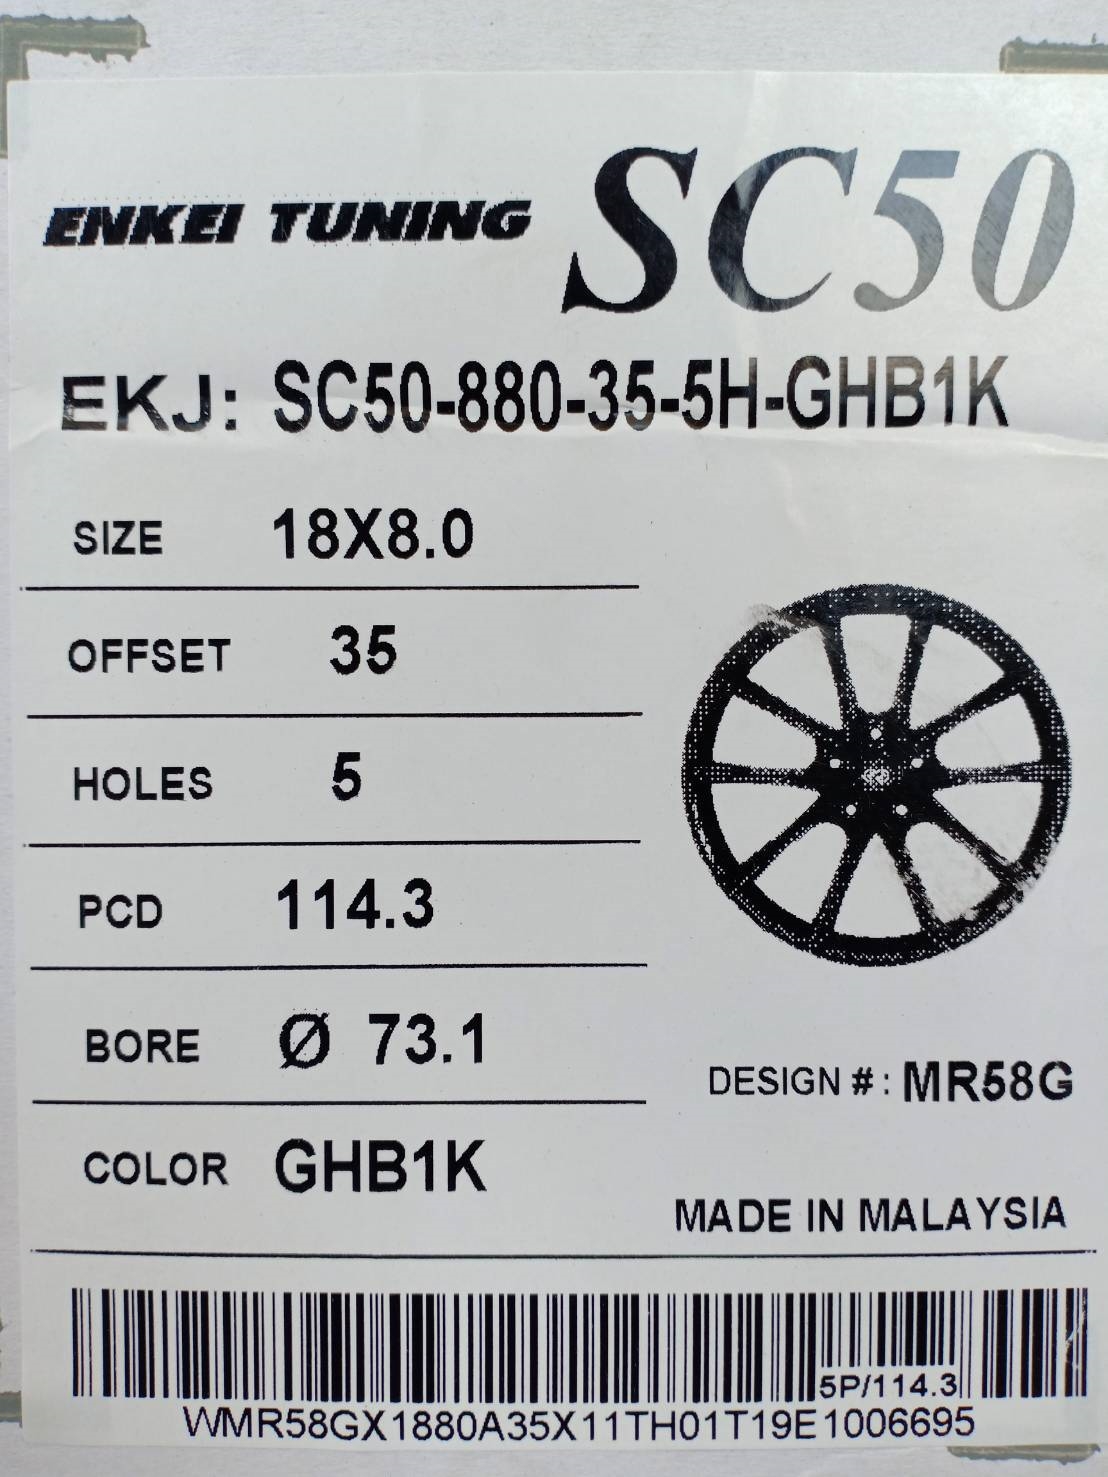 ENKEI TUNING SC50
EKJ: SC50-880-35-5H-GHB1K
SIZE 18X8.0
OFFSET 35
HOLES 5
PCD 114.3
BORE Ø 73.1
DESIGN # : MR58G
COLOR GHB1K
MADE IN MALAYSIA
5P/114.3
WMR58GX1880A35X11TH01T19E1006695